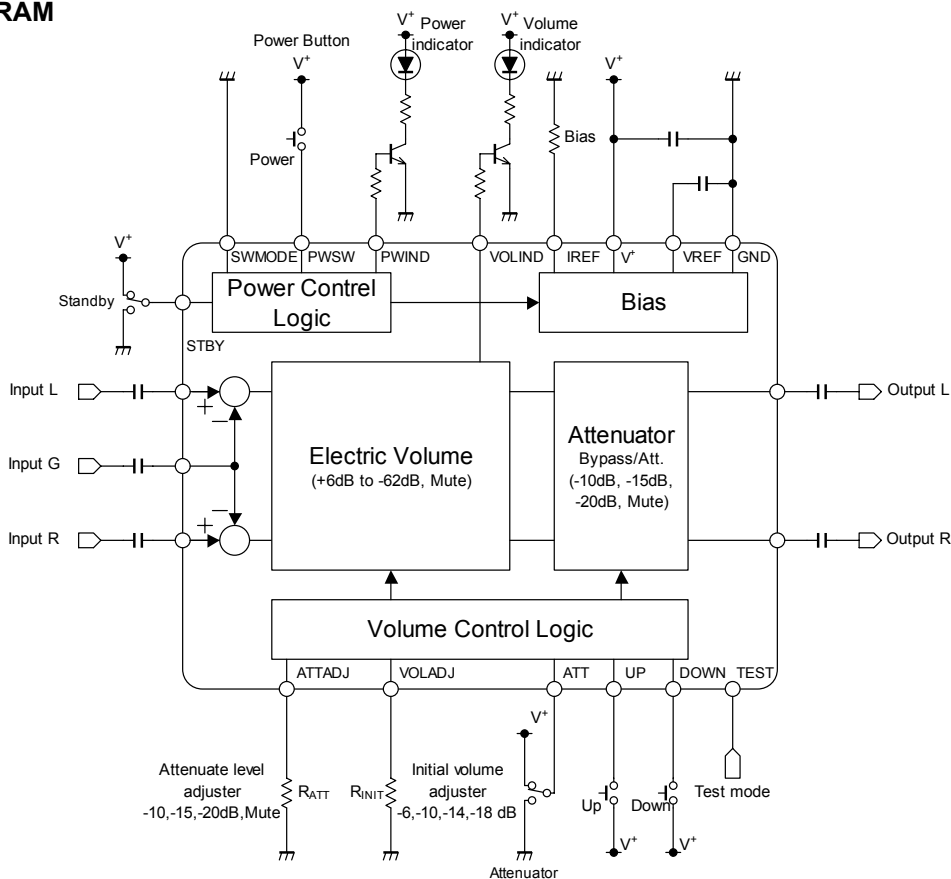 RAM
V+ Power indicator
V+ Volume indicator
Power Button
V+
V+
Power
Bias
V+
Standby
SWMODE
PWSW
PWIND
VOLIND
IREF
V+
VREF
GND
Power Control
Logic
Bias
STBY
Input L
+
−
Electric Volume
(+6dB to -62dB, Mute)
Attenuator
Bypass/Att.
(-10dB, -15dB,
-20dB, Mute)
Output L
Input G
−
+
Input R
Output R
Volume Control Logic
ATTADJ
VOLADJ
ATT
UP
DOWN
TEST
V+
Attenuate level
adjuster
-10,-15,-20dB,Mute
RATT
RINIT
Initial volume
adjuster
-6,-10,-14,-18 dB
Up
Down
Test mode
V+
V+
Attenuator